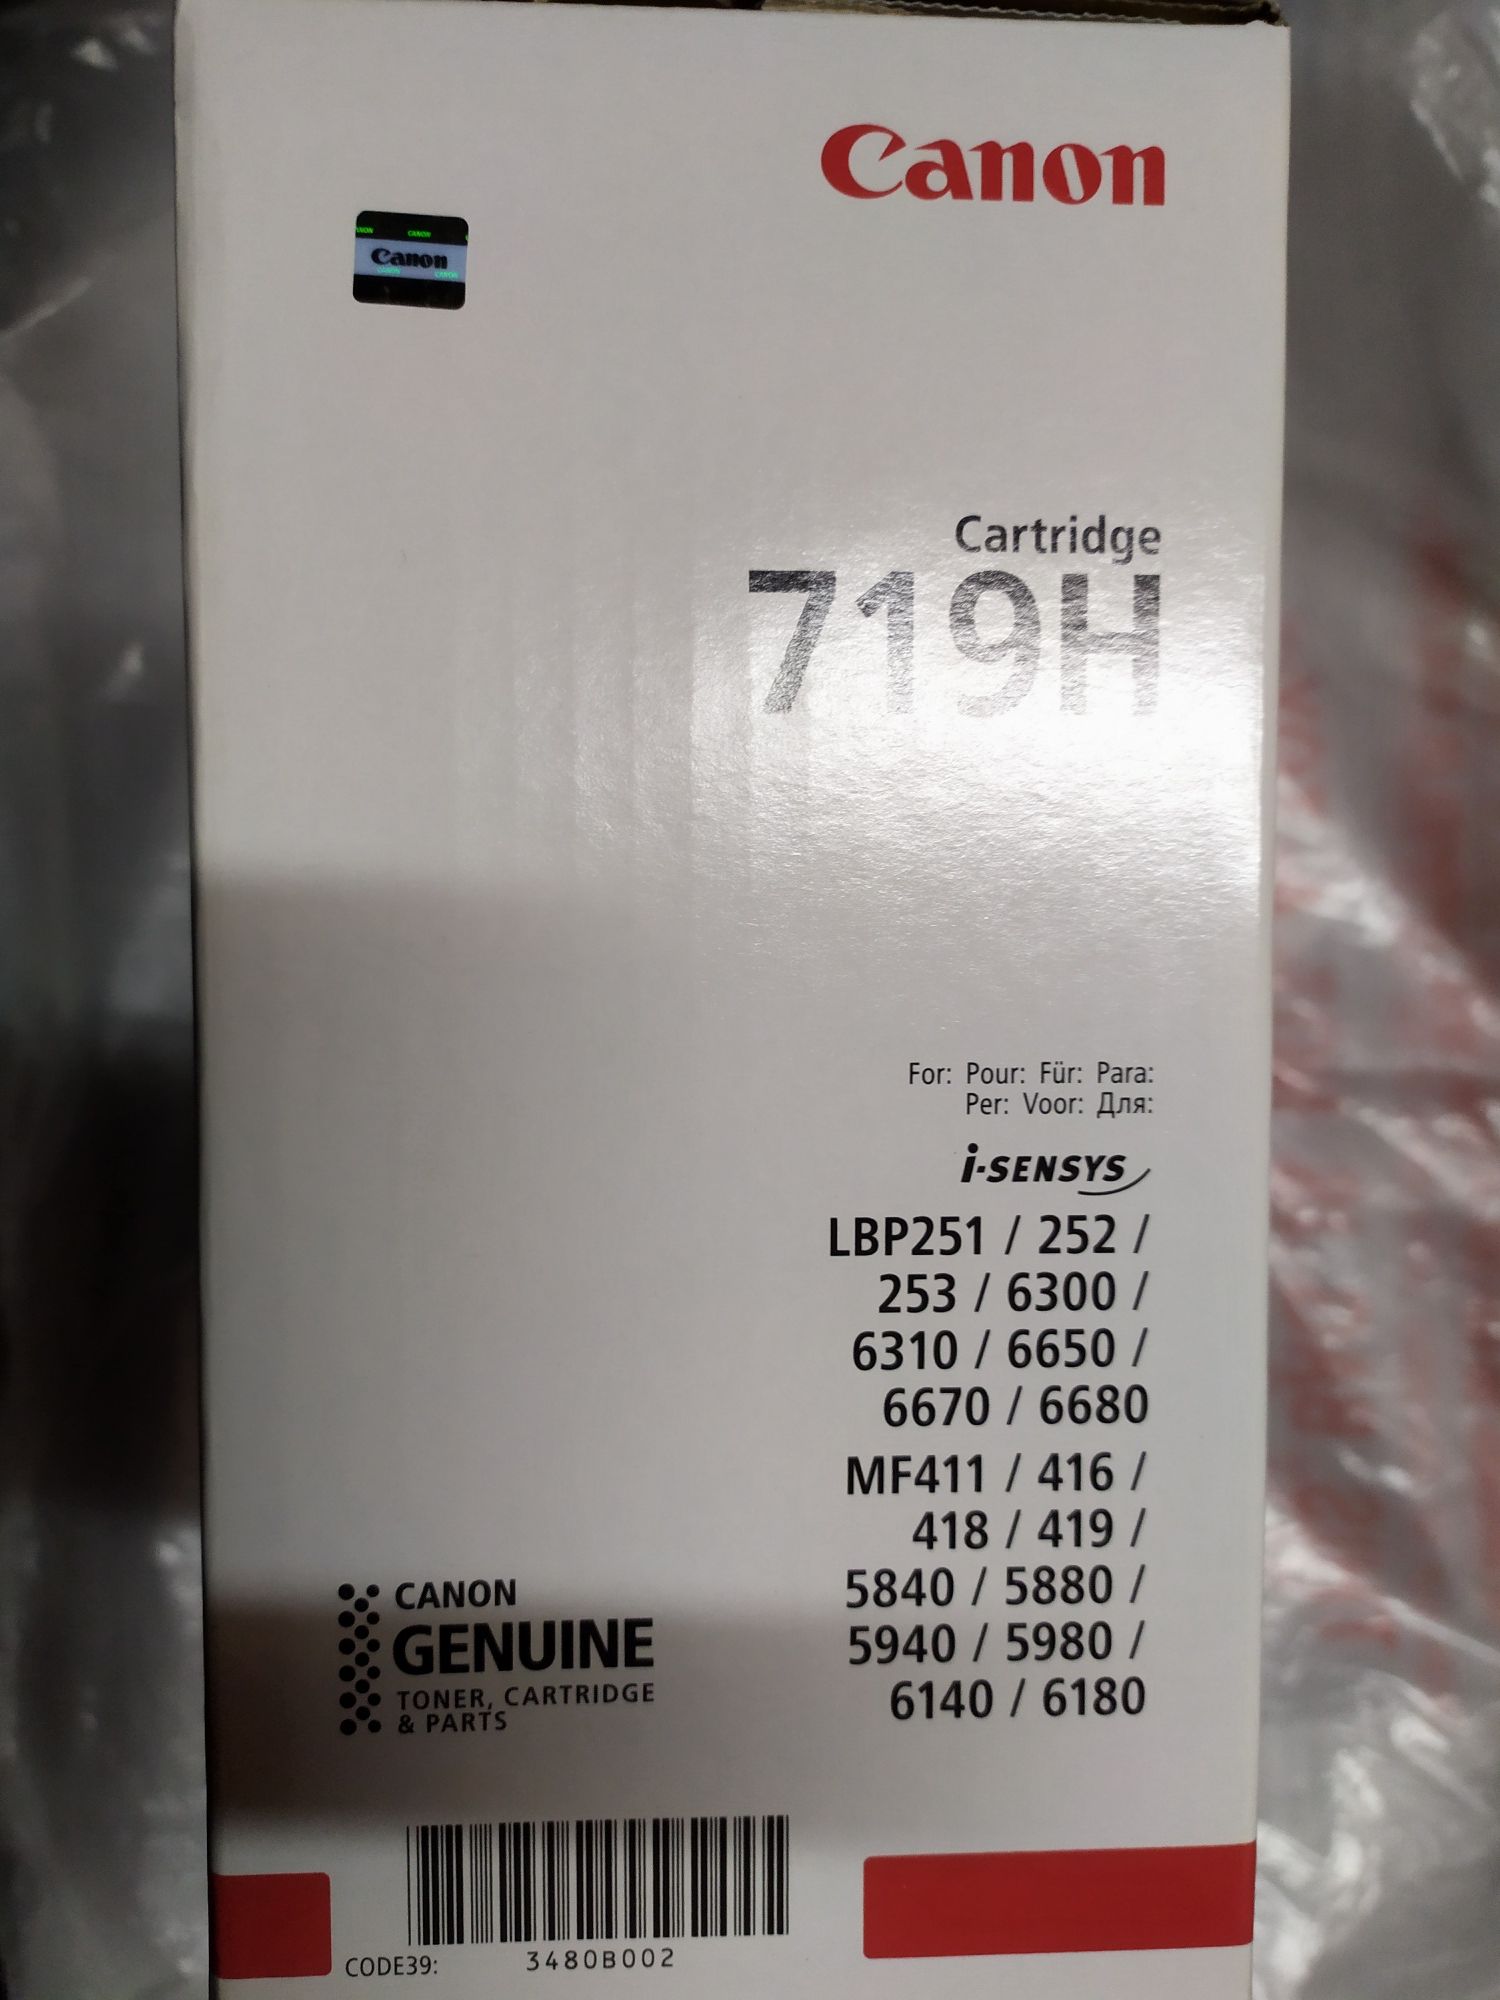 Canon
Canon
Cartridge
719H
For: Pour: Für: Para:
Per: Voor: Для:
i-SENSYS
LBP251 / 252 /
253 / 6300 /
6310 / 6650 /
6670 / 6680
MF411 / 416 /
418 / 419 /
5840 / 5880 /
5940 / 5980 /
6140 / 6180
CANON
GENUINE
TONER, CARTRIDGE
& PARTS
CODE39: 3480B002